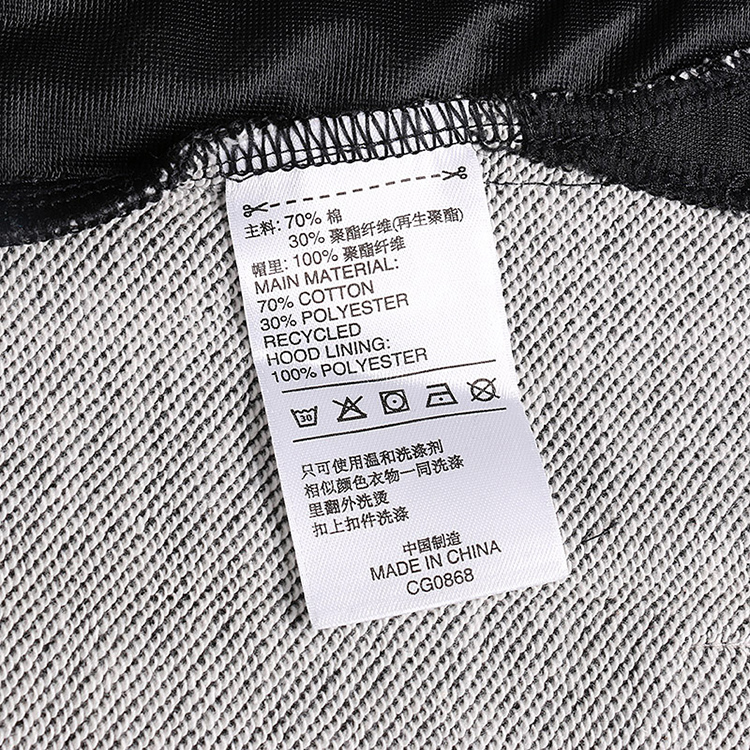 主料: 70% 棉
30% 聚酯纤维(再生聚酯)
帽里: 100% 聚酯纤维
MAIN MATERIAL:
70% COTTON
30% POLYESTER
RECYCLED
HOOD LINING:
100% POLYESTER
30
只可使用温和洗涤剂
相似颜色衣物一同洗涤
里翻外洗烫
扣上扣件洗涤
中国制造
MADE IN CHINA
CG0868